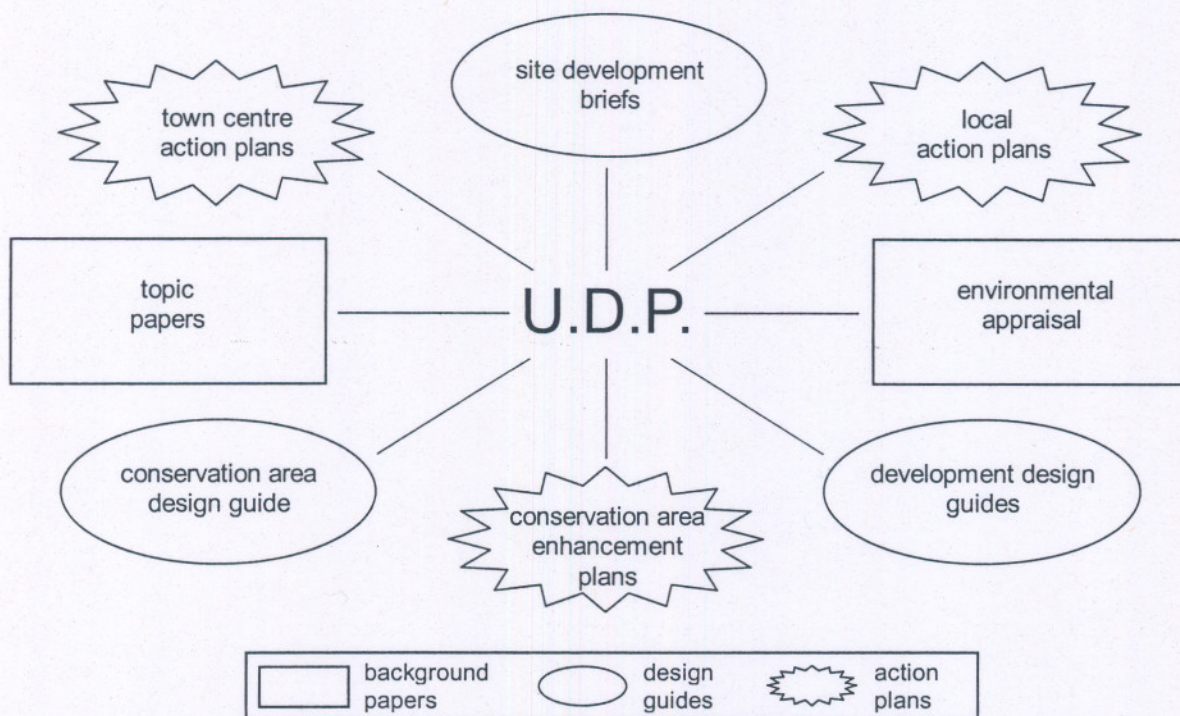 site development
briefs
town centre
action plans
local
action plans
topic
papers
U.D.P.
environmental
appraisal
conservation area
design guide
conservation area
enhancement
plans
development design
guides
background
papers
design
guides
action
plans